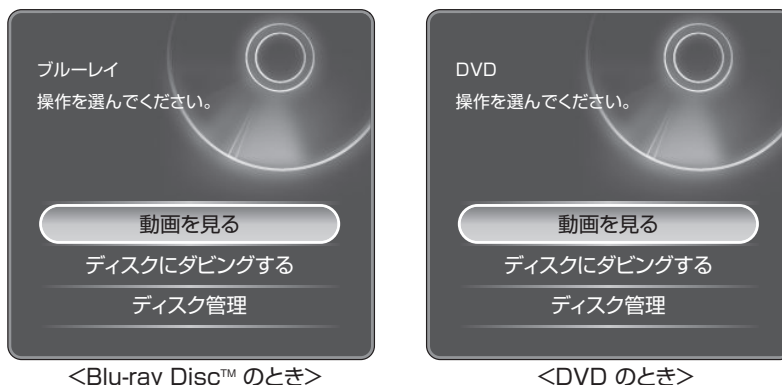 ブルーレイ
操作を選んでください。
動画を見る
ディスクにダビングする
ディスク管理
<Blu-ray Disc™ のとき>
DVD
操作を選んでください。
動画を見る
ディスクにダビングする
ディスク管理
<DVD のとき>